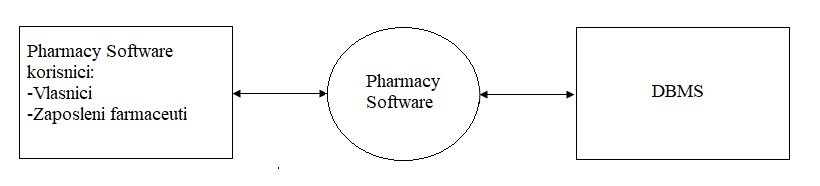 Pharmacy Software
korisnici:
-Vlasnici
-Zaposleni farmaceuti
Pharmacy
Software
DBMS